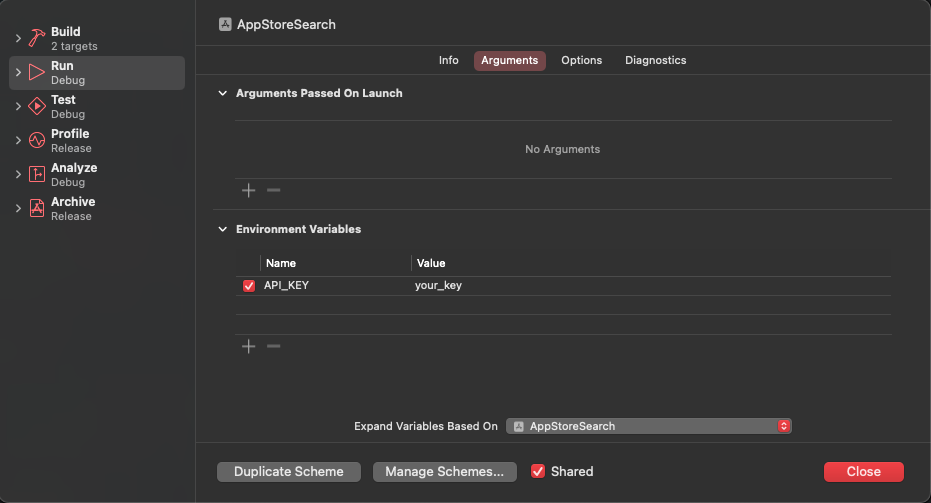 Build
2 targets
Run
Debug
Test
Debug
Profile
Release
Analyze
Debug
Archive
Release
AppStoreSearch
Info Arguments Options Diagnostics
Arguments Passed On Launch
No Arguments
Environment Variables
Name Value
API_KEY your_key
Expand Variables Based On AppStoreSearch
Duplicate Scheme Manage Schemes... Shared Close